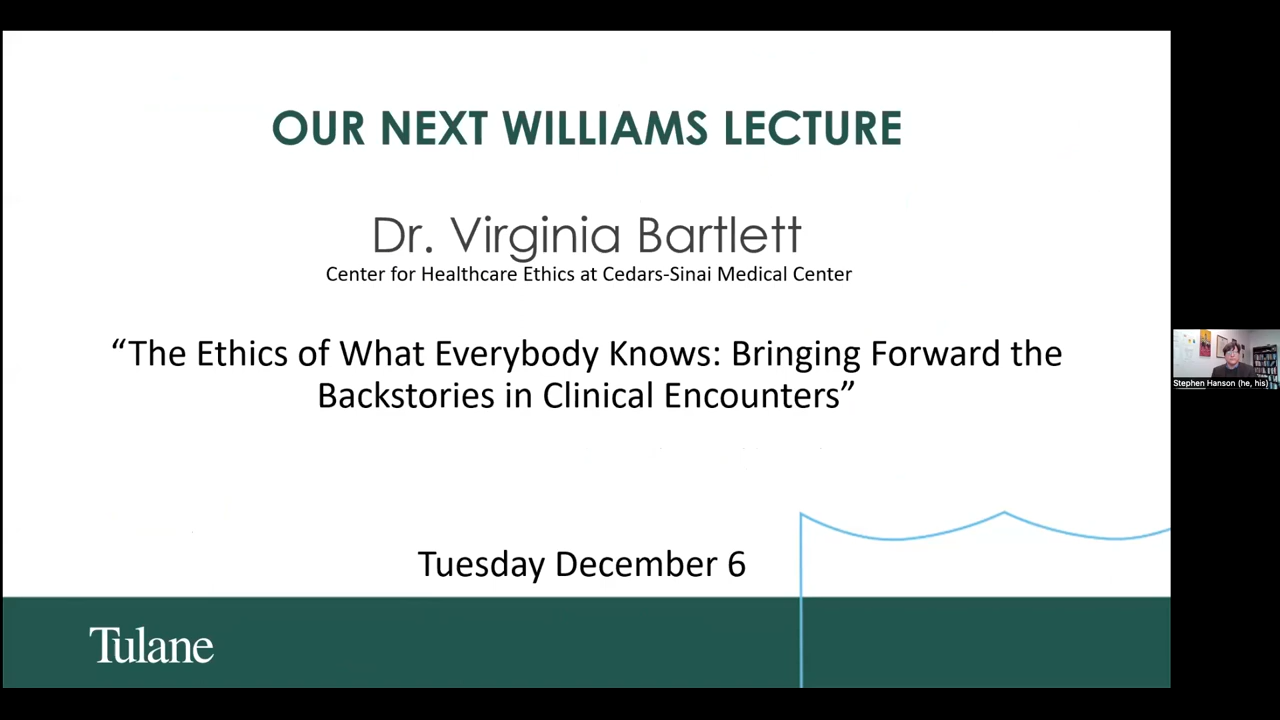 OUR NEXT WILLIAMS LECTURE
Dr. Virginia Bartlett
Center for Healthcare Ethics at Cedars-Sinai Medical Center
“The Ethics of What Everybody Knows: Bringing Forward the
Backstories in Clinical Encounters”
Tuesday December 6
Tulane
Stephen Hanson (he, his)